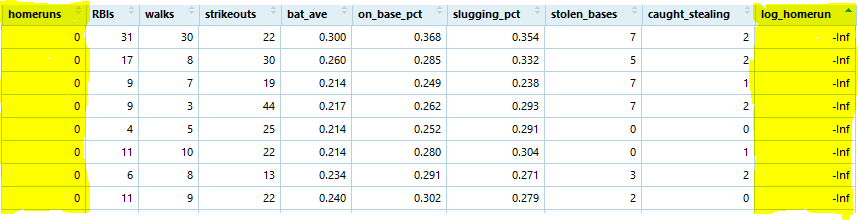 homeruns RBIs walks strikeouts bat_ave on_base_pct slugging_pct stolen_bases caught_stealing log_homerun
0 31 30 22 0.300 0.368 0.354 7 2 -Inf
0 17 8 30 0.260 0.285 0.332 5 2 -Inf
0 9 7 19 0.214 0.249 0.238 7 1 -Inf
0 9 3 44 0.217 0.262 0.293 7 2 -Inf
0 4 5 25 0.214 0.252 0.291 0 0 -Inf
0 11 10 22 0.214 0.280 0.304 0 1 -Inf
0 6 8 13 0.234 0.291 0.271 3 2 -Inf
0 11 9 22 0.240 0.302 0.279 2 0 -Inf